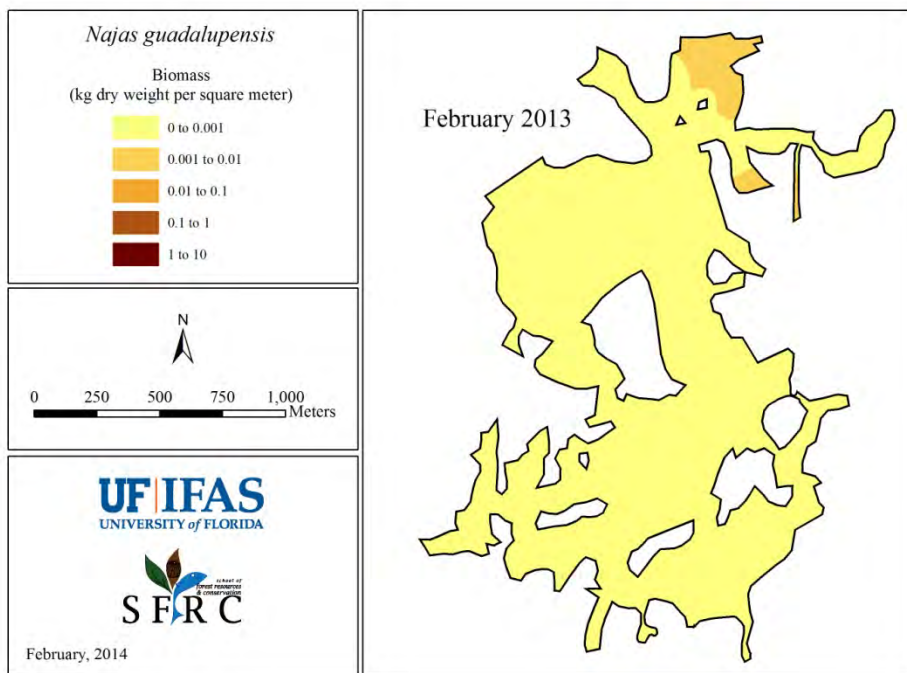 Najas guadalupensis
Biomass
(kg dry weight per square meter)
0 to 0.001
0.001 to 0.01
0.01 to 0.1
0.1 to 1
1 to 10
N
0 250 500 750 1,000
Meters
UF|IFAS
UNIVERSITY of FLORIDA
school of
forest resources
& conservation
SFRC
February, 2014
February 2013